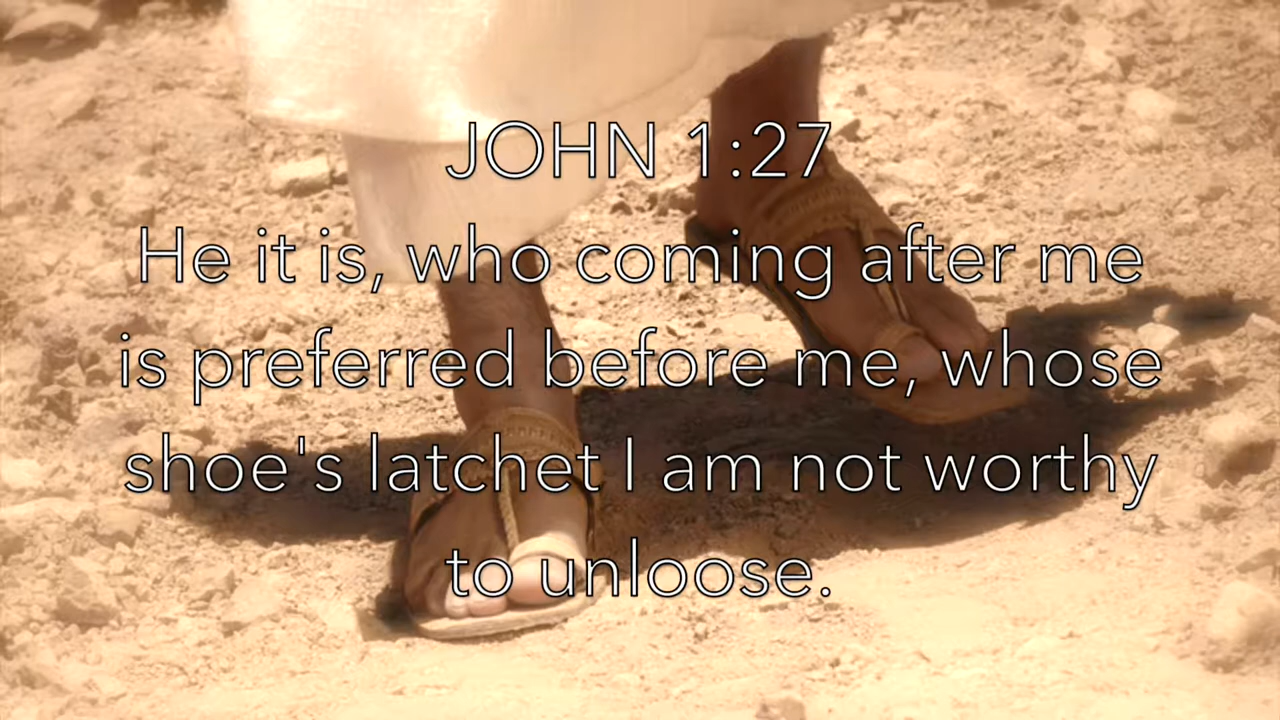 JOHN 1:27
He it is, who coming after me
is preferred before me, whose
shoe's latchet I am not worthy
to unloose.